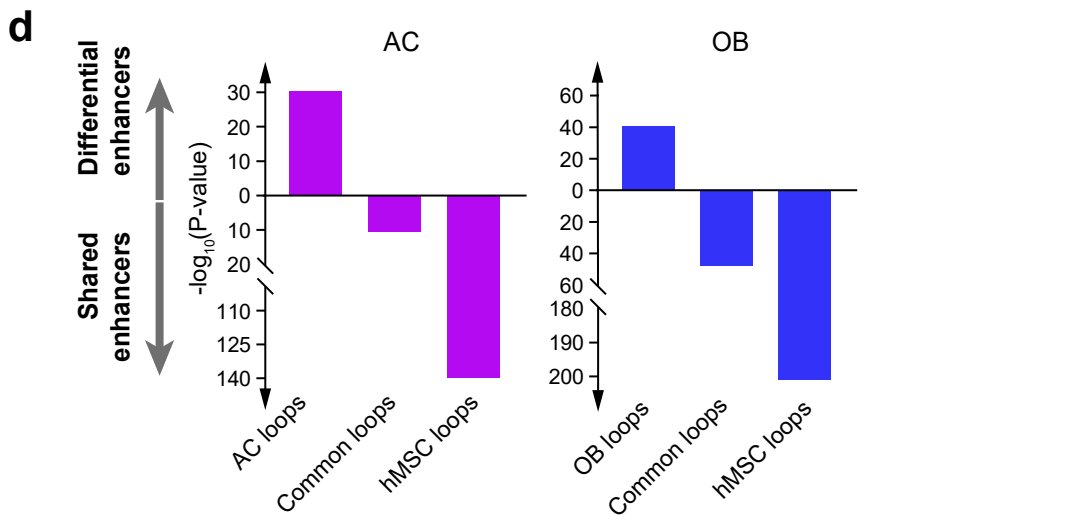 d
Differential
enhancers
Shared
enhancers
-log10(P-value)
AC
30
20
10
0
10
20
110
125
140
AC loops
Common loops
hMSC loops
OB
60
40
20
0
20
40
60
180
190
200
OB loops
Common loops
hMSC loops